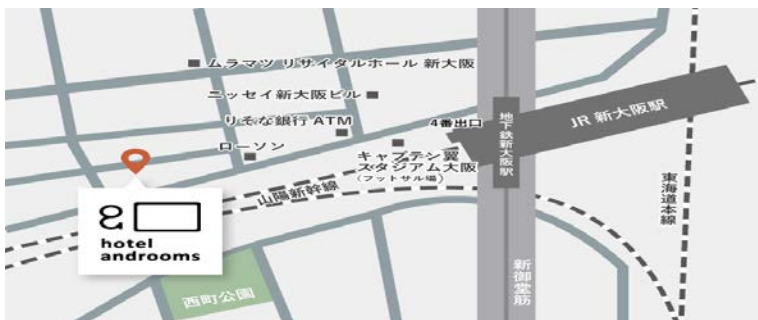 ムラマツ リサイタルホール 新大阪
ニッセイ新大阪ビル
りそな銀行 ATM
4番出口
地下鉄新大阪駅
JR 新大阪駅
ローソン
キャプテン翼
スタジアム大阪
(フットサル場)
山陽新幹線
東海道本線
hotel
androoms
新御堂筋
西町公園